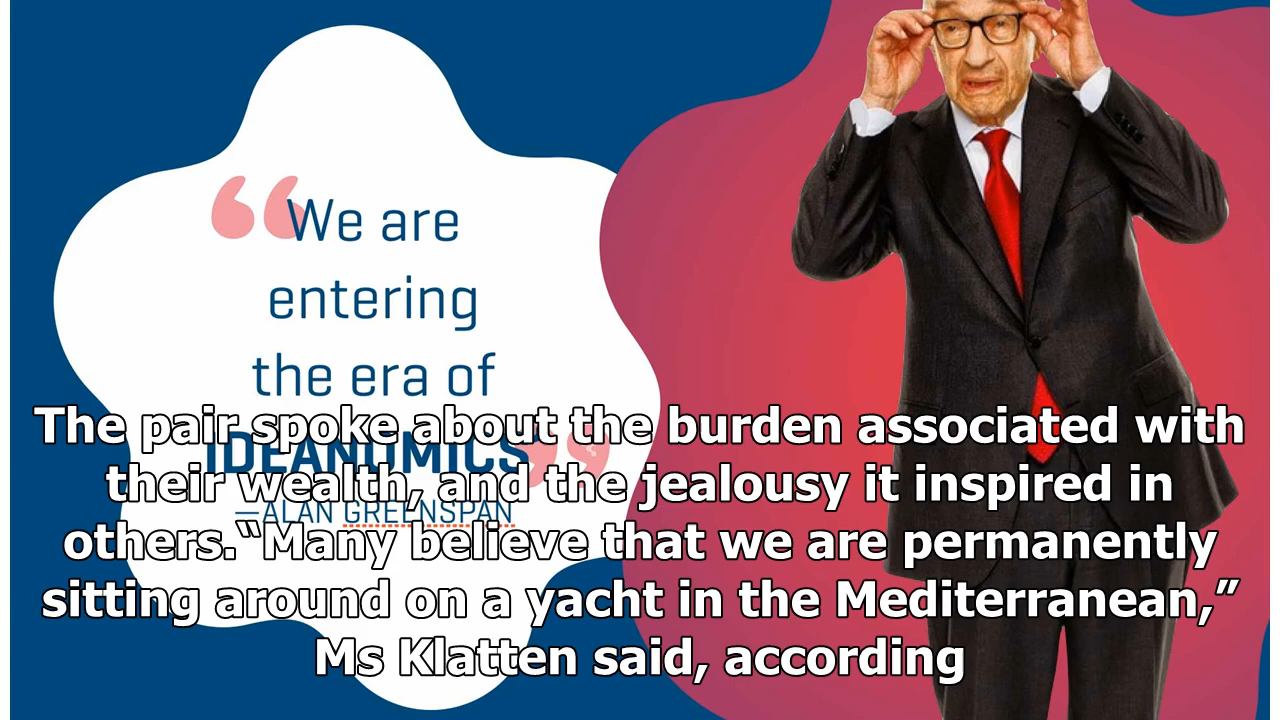 “We are
entering
the era of
IDEANOMICS”
—ALAN GREENSPAN
The pair spoke about the burden associated with
their wealth, and the jealousy it inspired in
others.“Many believe that we are permanently
sitting around on a yacht in the Mediterranean,”
Ms Klatten said, according